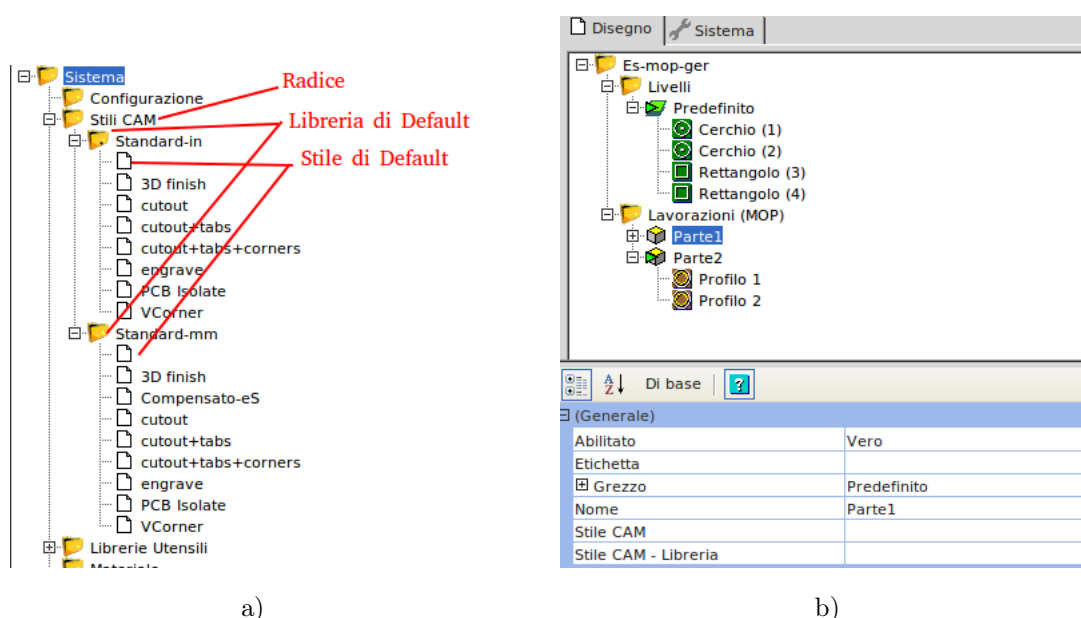 Sistema
Configurazione
Stili CAM
Standard-in
3D finish
cutout
cutout+tabs
cutout+tabs+corners
engrave
PCB Isolate
VCorner
Standard-mm
3D finish
Compensato-eS
cutout
cutout+tabs
cutout+tabs+corners
engrave
PCB Isolate
VCorner
Librerie Utensili
Radice
Libreria di Default
Stile di Default
a)
Disegno Sistema
Es-mop-ger
Livelli
Predefinito
Cerchio (1)
Cerchio (2)
Rettangolo (3)
Rettangolo (4)
Lavorazioni (MOP)
Parte1
Parte2
Profilo 1
Profilo 2
A Z Di base ?
(Generale)
Abilitato Vero
Etichetta
Grezzo Predefinito
Nome Parte1
Stile CAM
Stile CAM - Libreria
b)